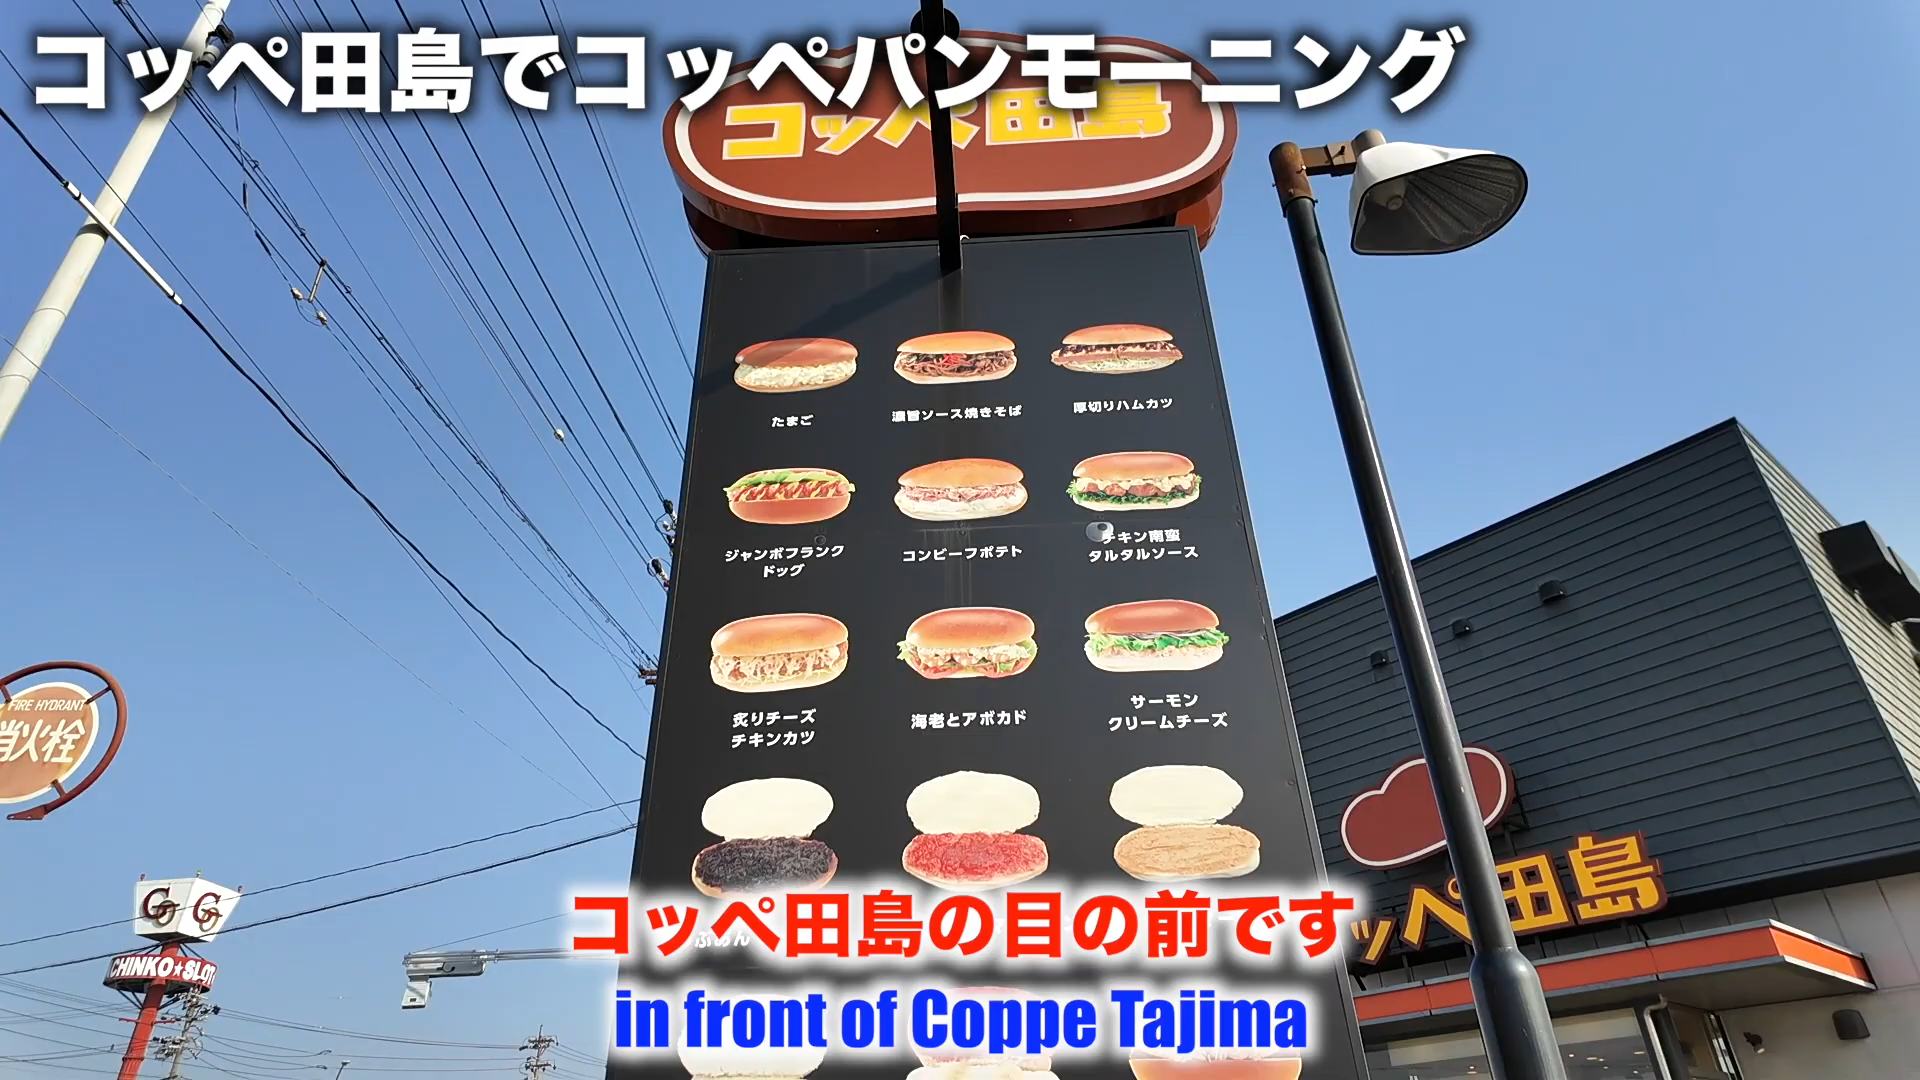 コッペ田島でコッペパンモーニング
コッペ田島
たまご
濃旨ソース焼きそば
厚切りハムカツ
ジャンボフランク
ドッグ
コンビーフポテト
チキン南蛮
タルタルソース
炙りチーズ
チキンカツ
海老とアボカド
サーモン
クリームチーズ
FIRE HYDRANT
消火栓
CHINKO★SLOT
ッペ田島
コッペ田島の目の前です
in front of Coppe Tajima